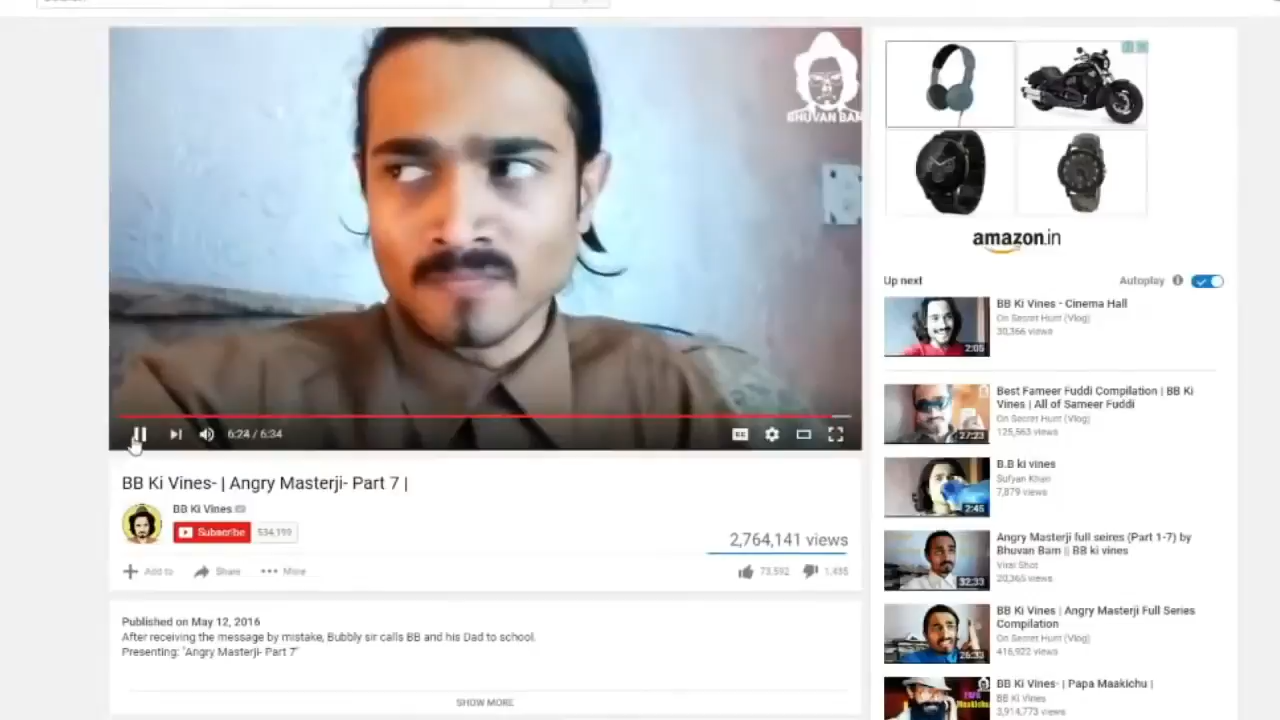 BHUVAN BAM
amazon.in
Up next
Autoplay
BB Ki Vines - Cinema Hall
On Secret Hunt (Vlog)
30,366 views
2:05
Best Fameer Fuddi Compilation | BB Ki
Vines | All of Sameer Fuddi
On Secret Hunt (Vlog)
125,563 views
27:23
B.B ki vines
Sufyan Khan
7,879 views
2:45
Angry Masterji full seires (Part 1-7) by
Bhuvan Bam || BB ki vines
Viral Shot
20,365 views
32:33
BB Ki Vines | Angry Masterji Full Series
Compilation
On Secret Hunt (Vlog)
416,922 views
26:33
BB Ki Vines- | Papa Maakichu |
BB Ki Vines
3,914,773 views
6:24 / 6:34
BB Ki Vines- | Angry Masterji- Part 7 |
BB Ki Vines
Subscribe 534,199
2,764,141 views
Add to Share More
73,592
Published on May 12, 2016
After receiving the message by mistake, Bubbly sir calls BB and his Dad to school.
Presenting: "Angry Masterji- Part 7"
SHOW MORE